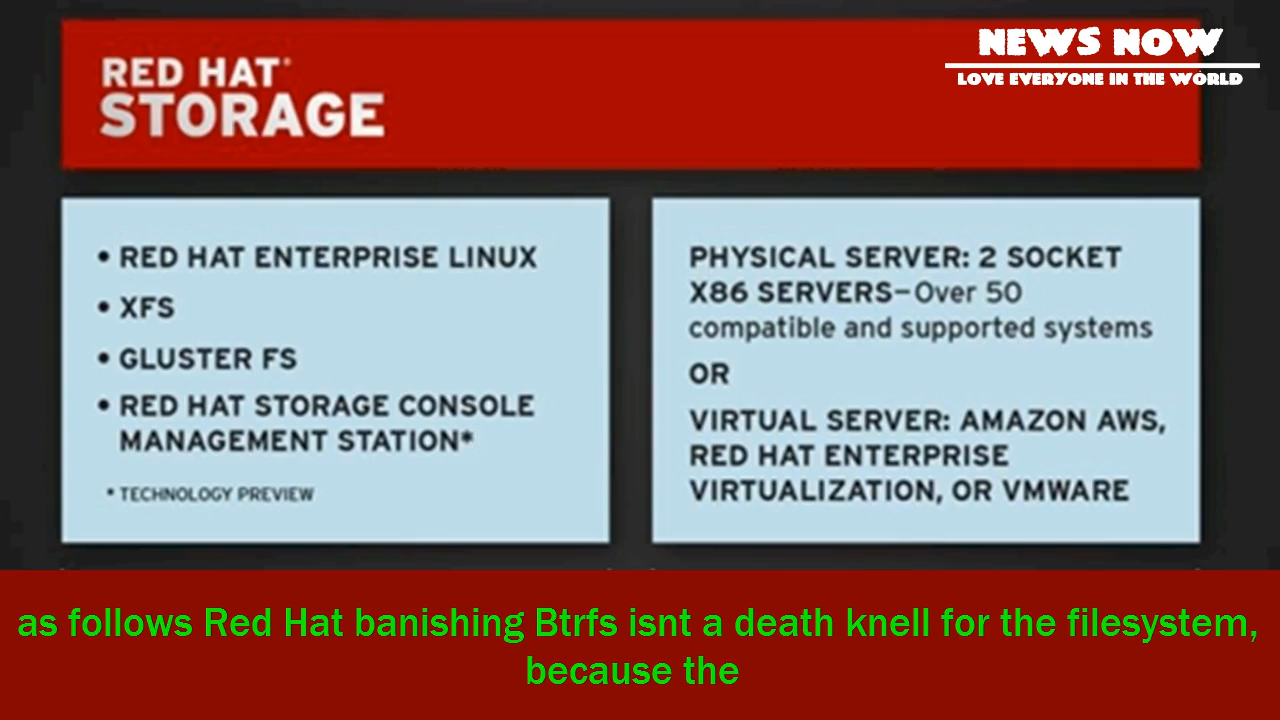 RED HAT
STORAGE
NEWS NOW
LOVE EVERYONE IN THE WORLD
• RED HAT ENTERPRISE LINUX
• XFS
• GLUSTER FS
• RED HAT STORAGE CONSOLE
MANAGEMENT STATION*
* TECHNOLOGY PREVIEW
PHYSICAL SERVER: 2 SOCKET
X86 SERVERS—Over 50
compatible and supported systems
OR
VIRTUAL SERVER: AMAZON AWS,
RED HAT ENTERPRISE
VIRTUALIZATION, OR VMWARE
as follows Red Hat banishing Btrfs isnt a death knell for the filesystem,
because the